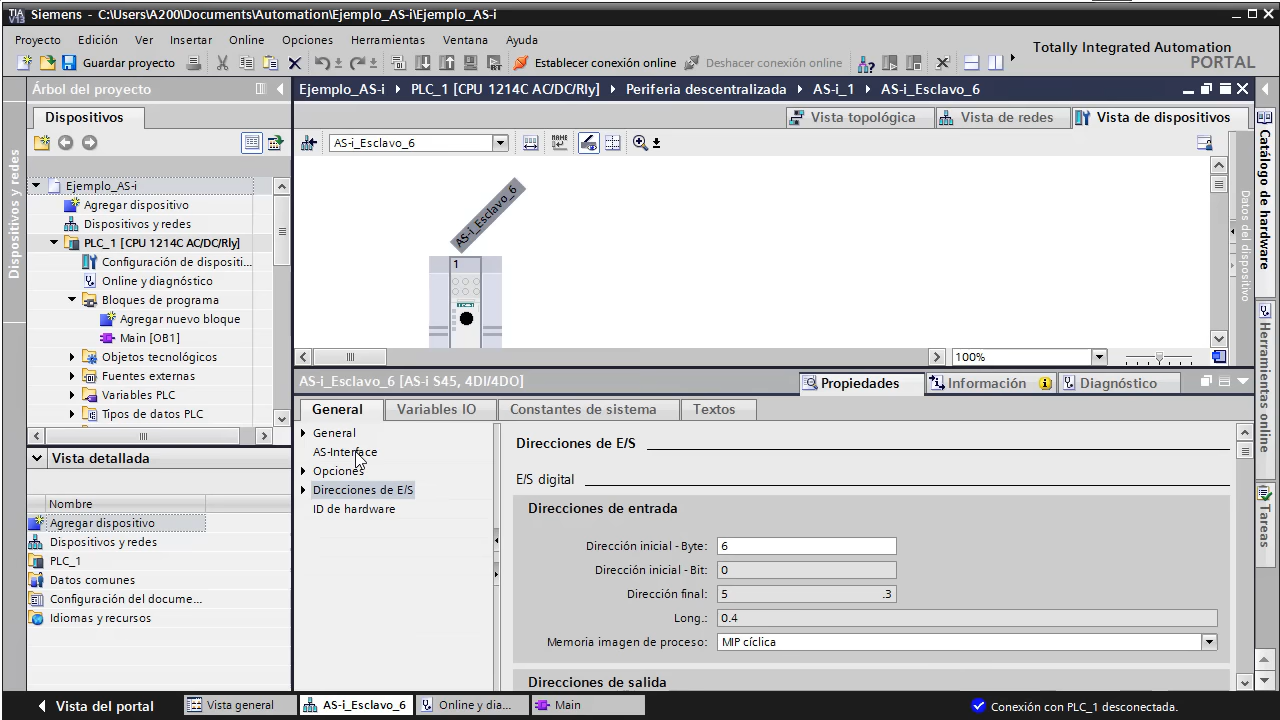 TIA V13 Siemens - C:\Users\A200\Documents\Automation\Ejemplo_AS-i\Ejemplo_AS-i
Proyecto Edición Ver Insertar Online Opciones Herramientas Ventana Ayuda
Totally Integrated Automation
PORTAL
Guardar proyecto Establecer conexión online Deshacer conexión online
Árbol del proyecto
Ejemplo_AS-i PLC_1 [CPU 1214C AC/DC/Rly] Periferia descentralizada AS-i_1 AS-i_Esclavo_6
Dispositivos
Vista topológica Vista de redes Vista de dispositivos
AS-i_Esclavo_6
Dispositivos y redes
Ejemplo_AS-i
Agregar dispositivo
Dispositivos y redes
PLC_1 [CPU 1214C AC/DC/Rly]
Configuración de dispositi...
Online y diagnóstico
Bloques de programa
Agregar nuevo bloque
Main [OB1]
Objetos tecnológicos
Fuentes externas
Variables PLC
Tipos de datos PLC
AS-i_Esclavo_6
1
100%
Datos del dispositivo
Catálogo de hardware
Herramientas online
Tareas
Vista detallada
Nombre
Agregar dispositivo
Dispositivos y redes
PLC_1
Datos comunes
Configuración del docume...
Idiomas y recursos
AS-i_Esclavo_6 [AS-i S45, 4DI/4DO]
Propiedades Información Diagnóstico
General Variables IO Constantes de sistema Textos
General
AS-Interface
Opciones
Direcciones de E/S
ID de hardware
Direcciones de E/S
E/S digital
Direcciones de entrada
Dirección inicial - Byte: 6
Dirección inicial - Bit: 0
Dirección final: 5 .3
Long.: 0.4
Memoria imagen de proceso: MIP cíclica
Direcciones de salida
Vista del portal Vista general AS-i_Esclavo_6 Online y dia... Main
Conexión con PLC_1 desconectada.